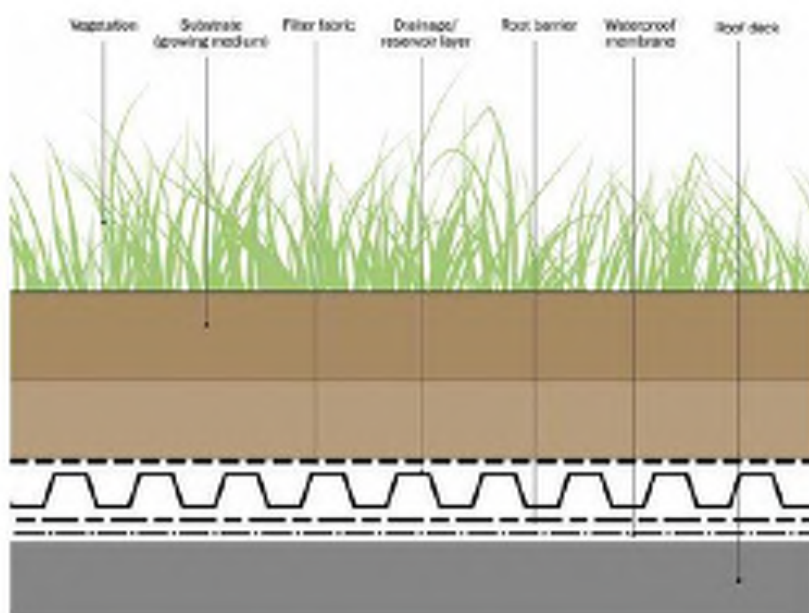 Vegetation
Substrate
(growing medium)
Filter fabric
Drainage/
reservoir layer
Root barrier
Waterproof
membrane
Roof deck